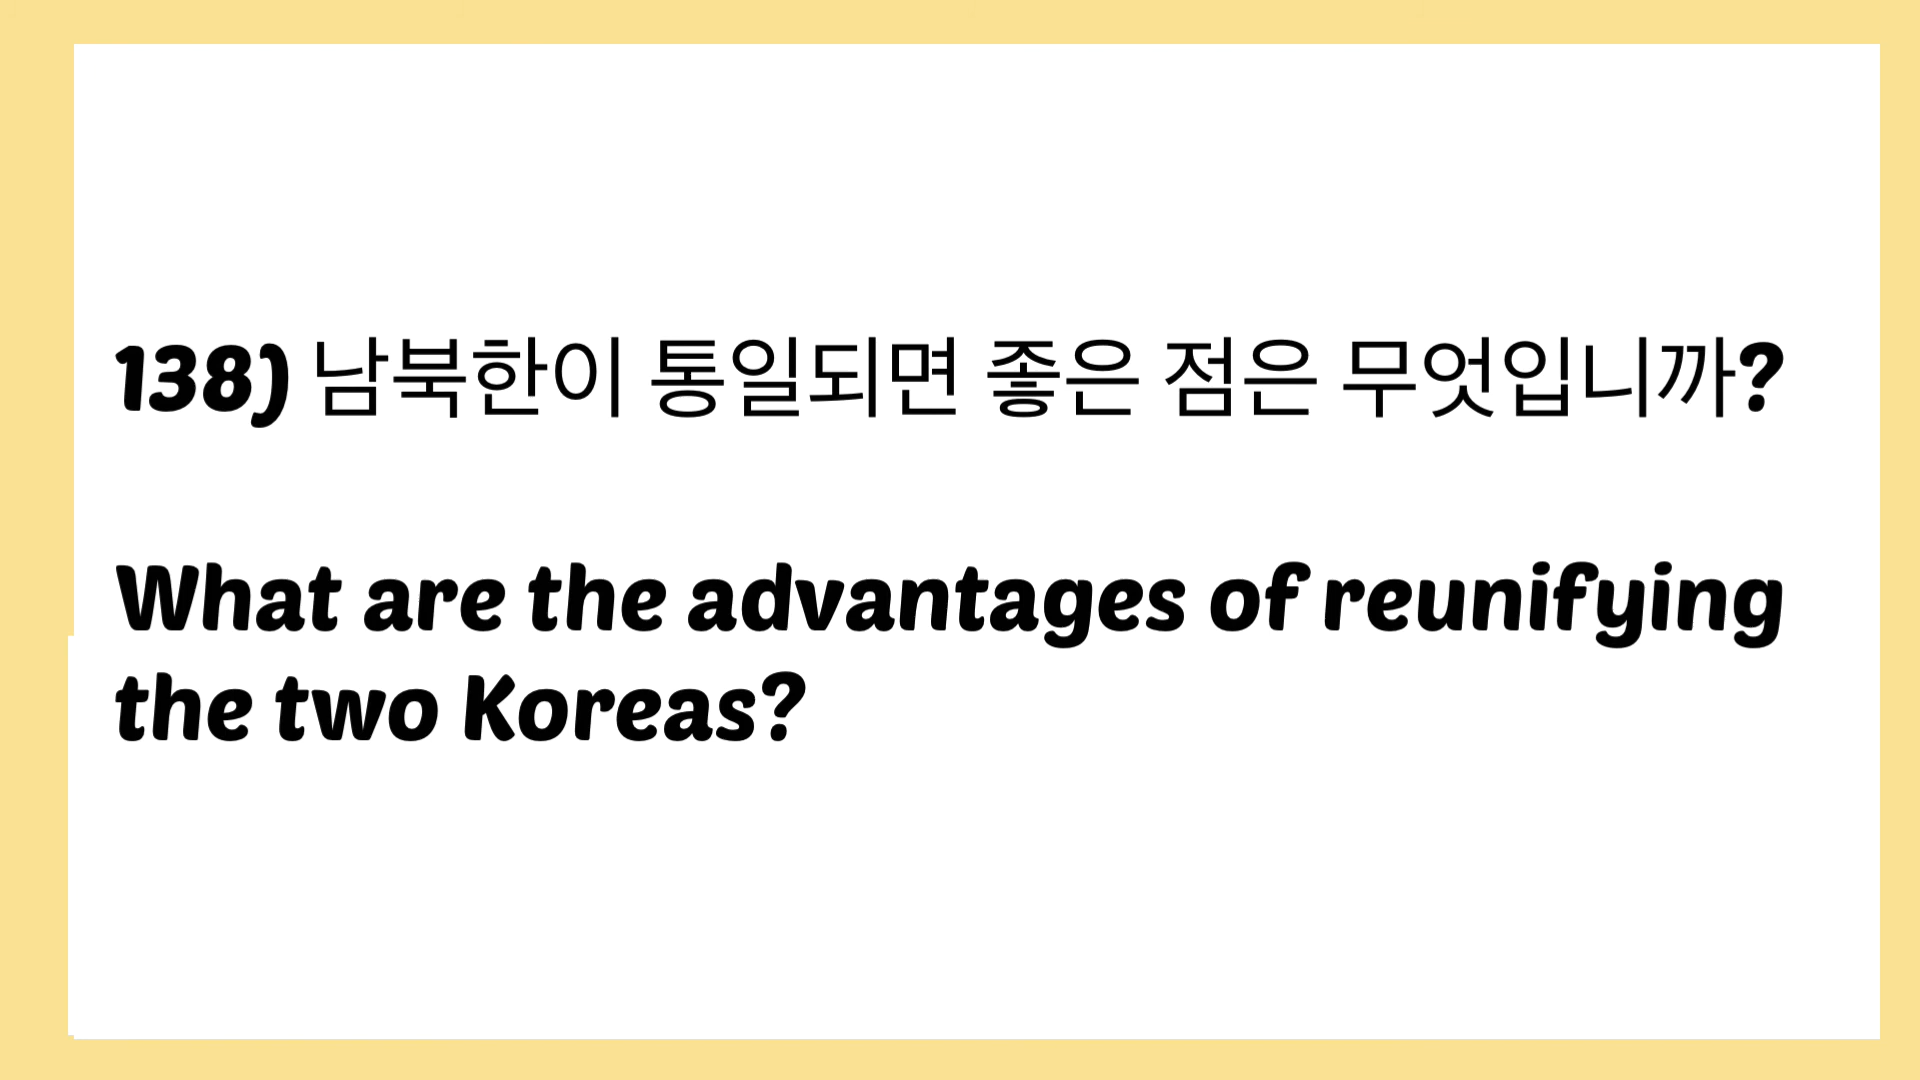 138) 남북한이 통일되면 좋은 점은 무엇입니까?
What are the advantages of reunifying
the two Koreas?